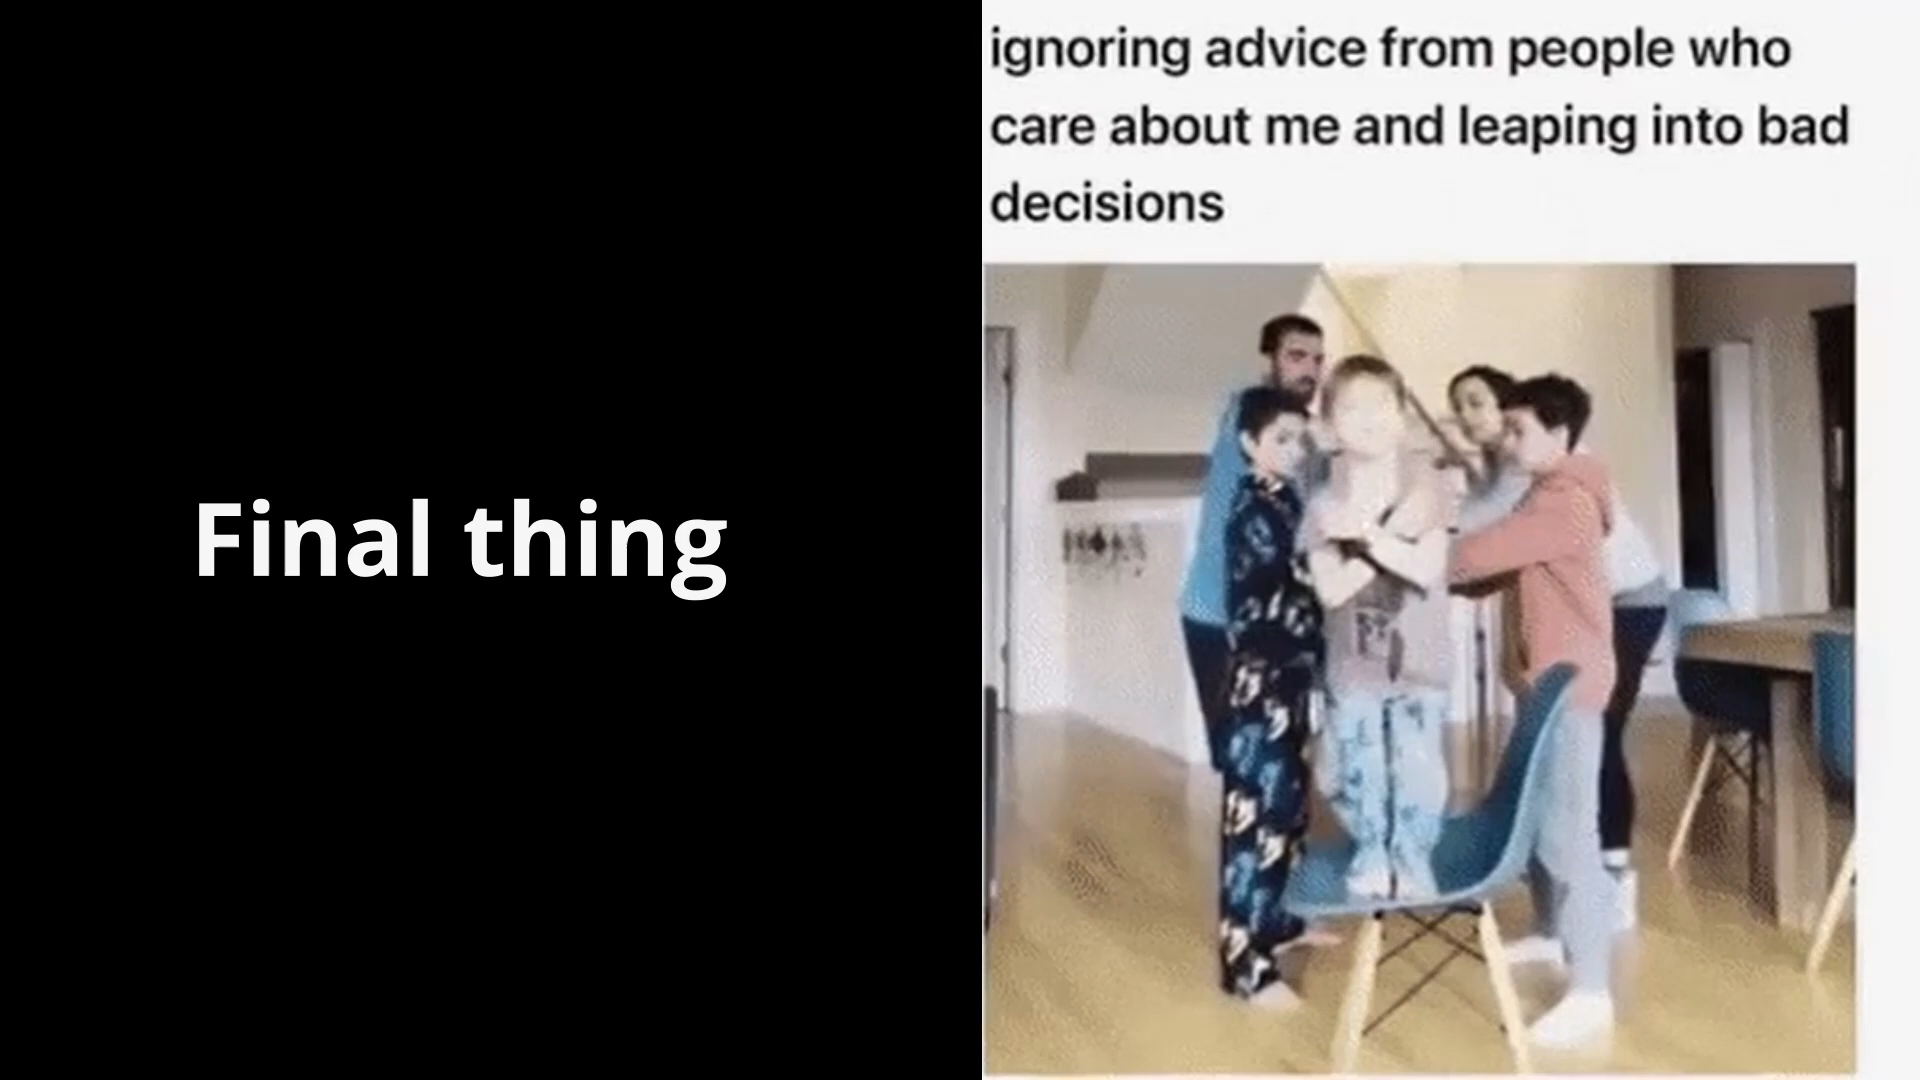 Final thing
ignoring advice from people who
care about me and leaping into bad
decisions